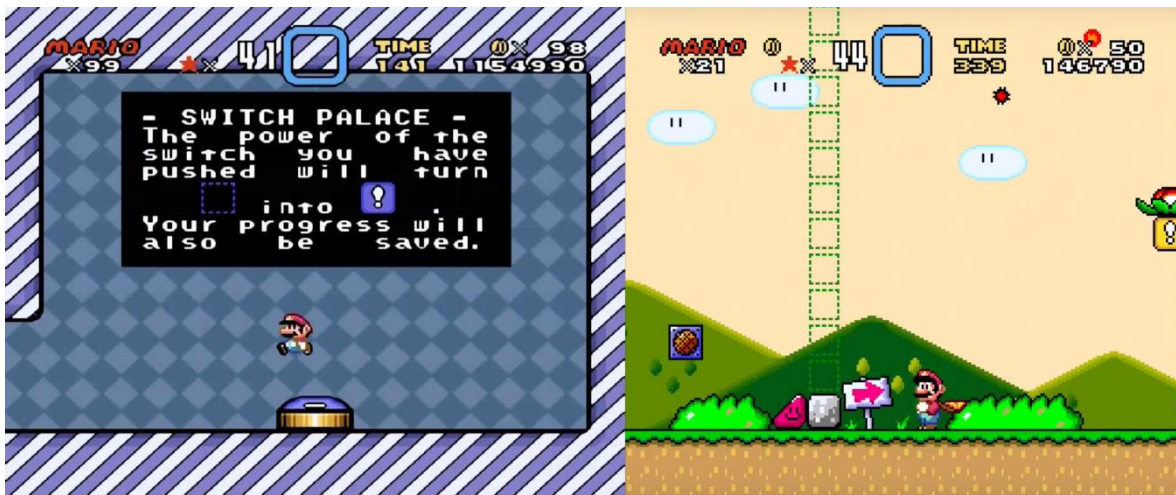 MARIO
×99
★× 41
TIME
141
× 98
1154990
- SWITCH PALACE -
The power of the
switch you have
pushed will turn
into ! .
Your progress will
also be saved.
MARIO
×21
★× 44
TIME
339
× 50
146790
!